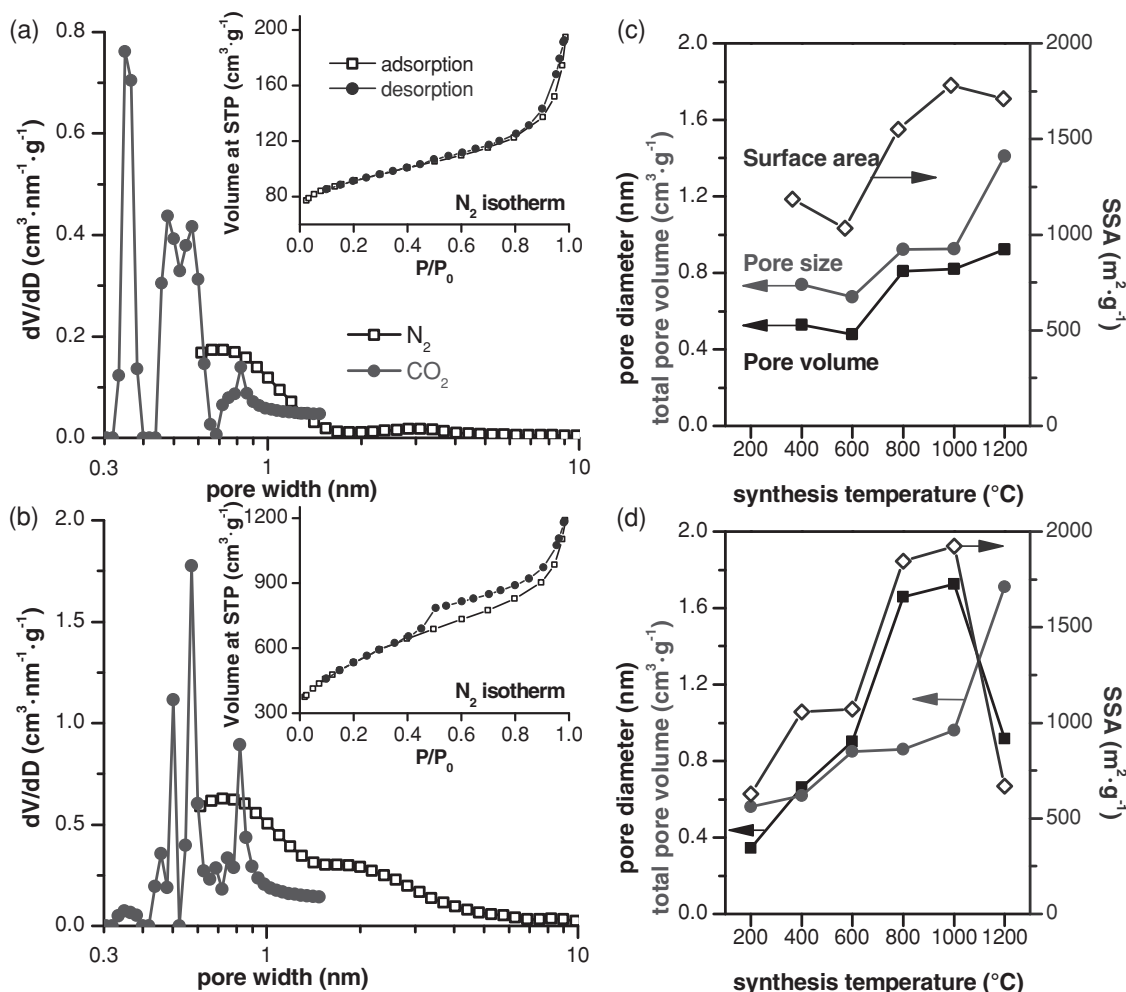 (a)
0.8
0.6
0.4
0.2
0.0
dV/dD (cm³·nm⁻¹·g⁻¹)
0.3
1
10
pore width (nm)
200
160
120
80
Volume at STP (cm³·g⁻¹)
adsorption
desorption
N₂ isotherm
0.0 0.2 0.4 0.6 0.8 1.0
P/P₀
N₂
CO₂
(b)
2.0
1.5
1.0
0.5
0.0
dV/dD (cm³·nm⁻¹·g⁻¹)
0.3
1
10
pore width (nm)
1200
900
600
300
Volume at STP (cm³·g⁻¹)
N₂ isotherm
0.0 0.2 0.4 0.6 0.8 1.0
P/P₀
(c)
2.0
1.6
1.2
0.8
0.4
0.0
pore diameter (nm)
total pore volume (cm³·g⁻¹)
Surface area
Pore size
Pore volume
2000
1500
1000
500
0
SSA
(m²·g⁻¹)
200 400 600 800 1000 1200
synthesis temperature (°C)
(d)
2.0
1.6
1.2
0.8
0.4
0.0
pore diameter (nm)
total pore volume (cm³·g⁻¹)
2000
1500
1000
500
0
SSA (m²·g⁻¹)
200 400 600 800 1000 1200
synthesis temperature (°C)